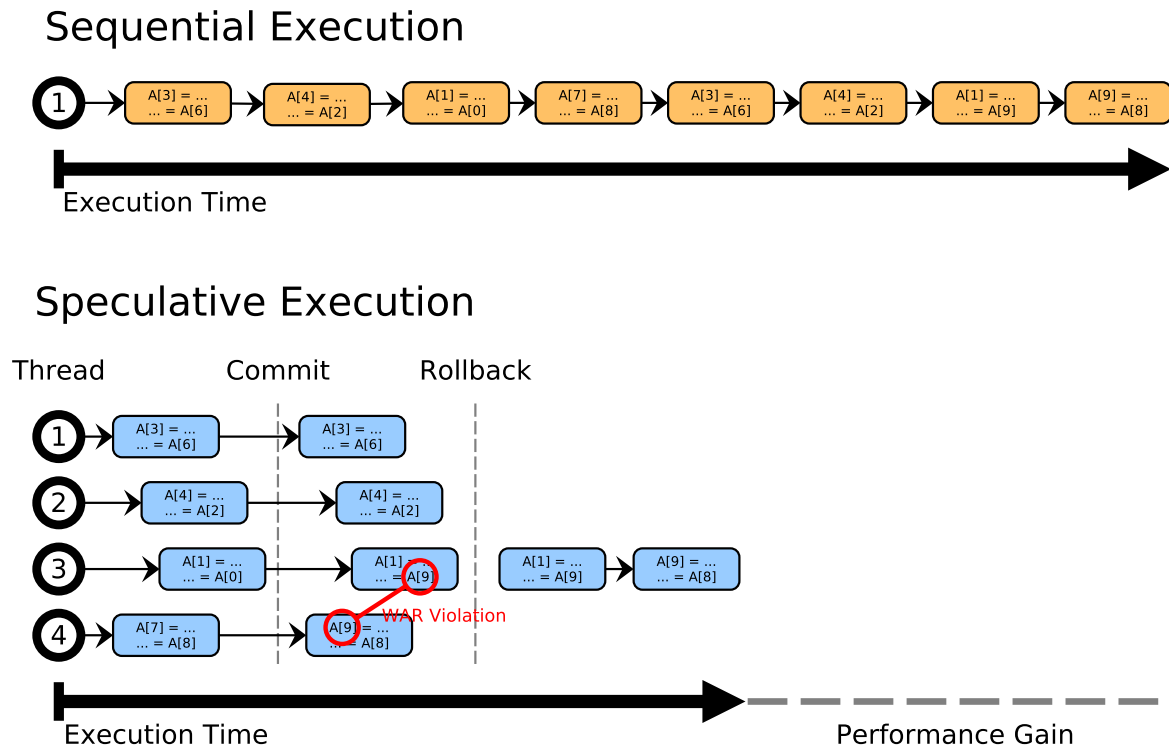 Sequential Execution
1
A[3] = ...
... = A[6]
A[4] = ...
... = A[2]
A[1] = ...
... = A[0]
A[7] = ...
... = A[8]
A[3] = ...
... = A[6]
A[4] = ...
... = A[2]
A[1] = ...
... = A[9]
A[9] = ...
... = A[8]
Execution Time
Speculative Execution
Thread
Commit
Rollback
1
A[3] = ...
... = A[6]
A[3] = ...
... = A[6]
2
A[4] = ...
... = A[2]
A[4] = ...
... = A[2]
3
A[1] = ...
... = A[0]
A[1] = ...
... = A[9]
A[1] = ...
... = A[9]
A[9] = ...
... = A[8]
WAR Violation
4
A[7] = ...
... = A[8]
A[9] = ...
... = A[8]
Execution Time
Performance Gain